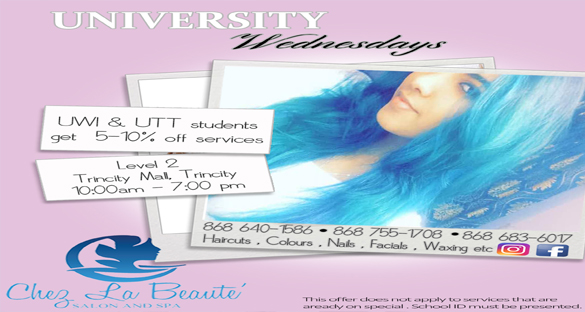 UNIVERSITY
Wednesdays
UWI & UTT students
get 5-10% off services
Level 2
Trincity Mall, Trincity
10:00am - 7:00 pm
868 640-1586 • 868 755-1708 • 868 683-6017
Haircuts , Colours , Nails , Facials , Waxing etc
Chez La Beauté
SALON AND SPA
This offer does not apply to services that are
aready on special . School ID must be presented.